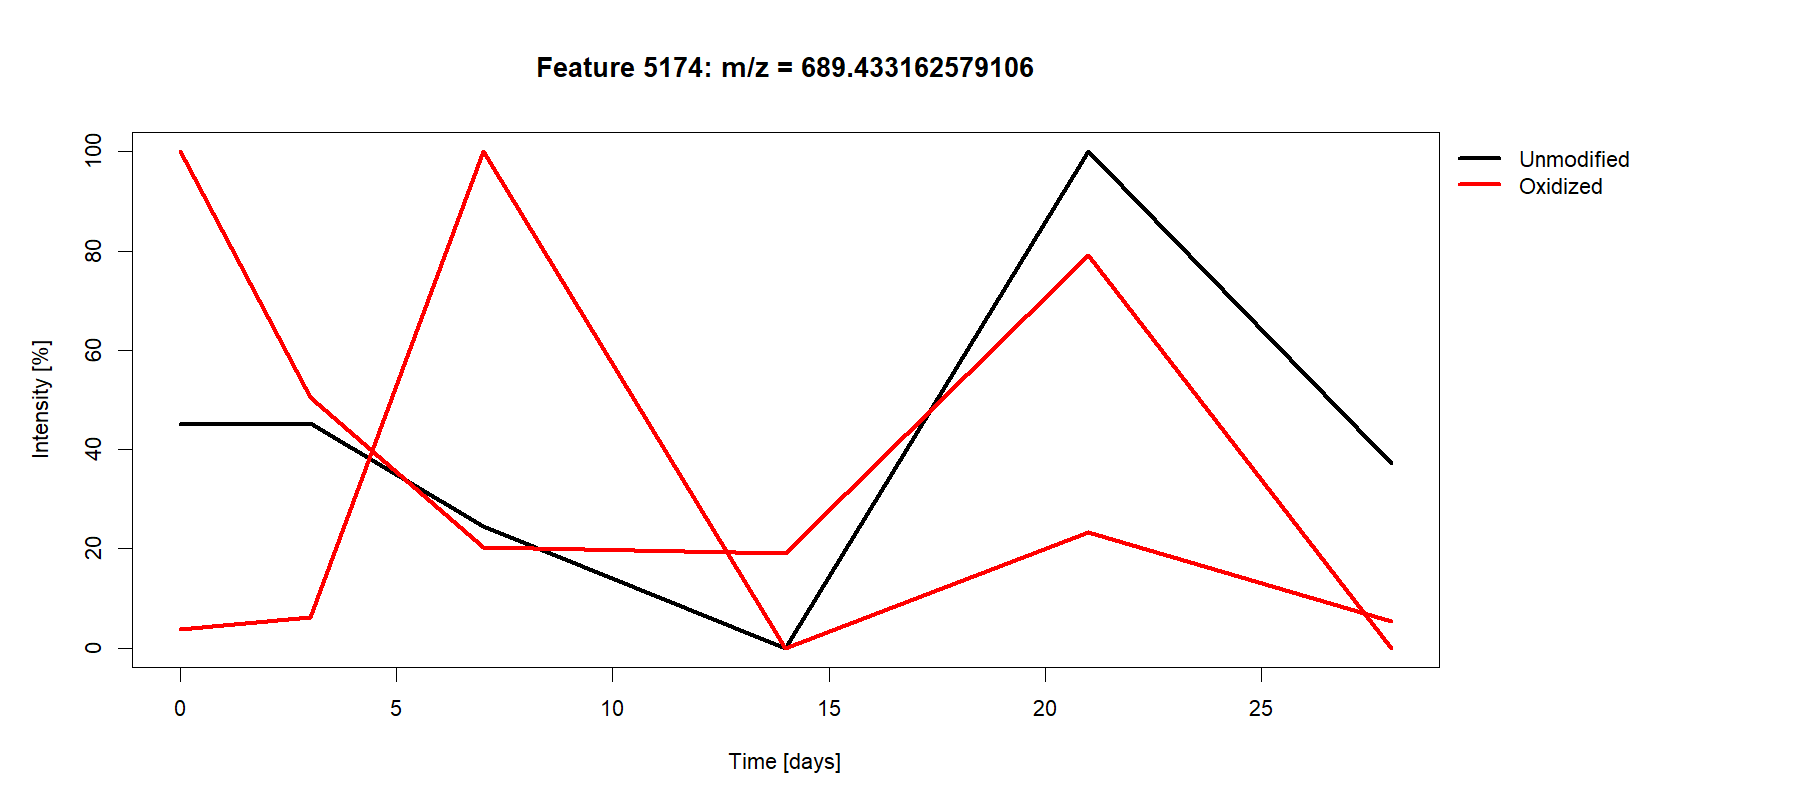 Feature 5174: m/z = 689.433162579106
Unmodified
Oxidized
Intensity [%]
100
80
60
40
20
0
0 5 10 15 20 25
Time [days]